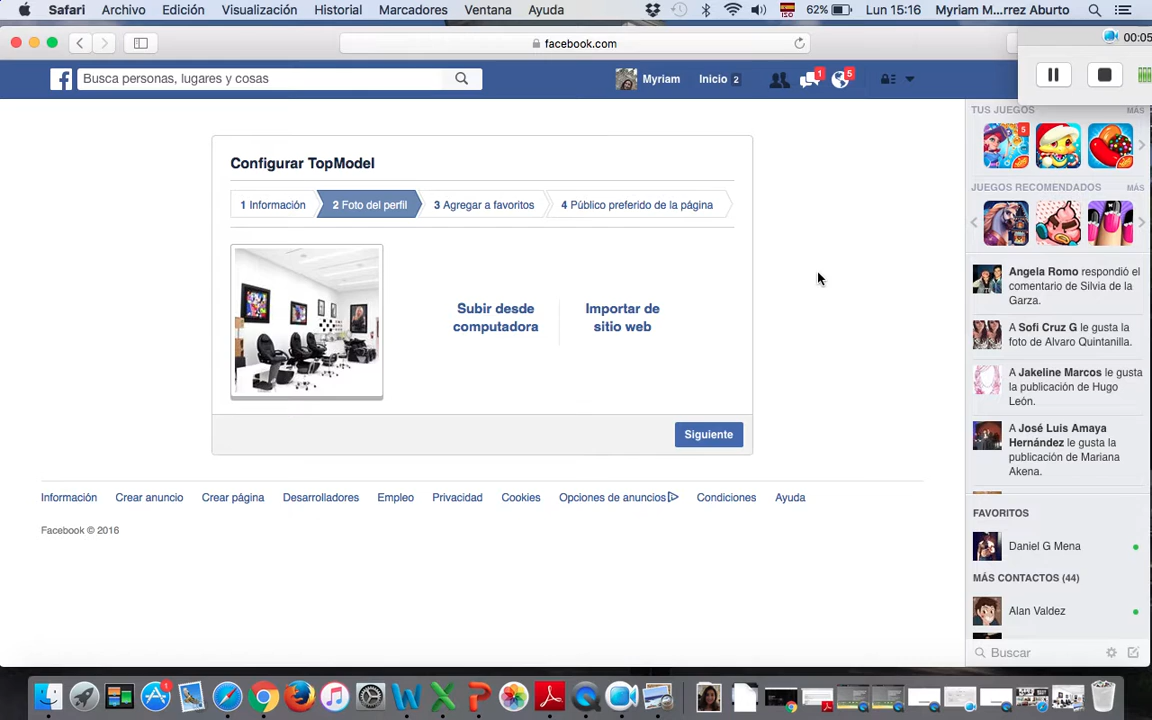 Safari Archivo Edición Visualización Historial Marcadores Ventana Ayuda ISO 62% Lun 15:16 Myriam M...rrez Aburto
facebook.com
00:05
Busca personas, lugares y cosas
Myriam Inicio 2 1 5
TUS JUEGOS MÁS
5
JUEGOS RECOMENDADOS MÁS
Configurar TopModel
1 Información 2 Foto del perfil 3 Agregar a favoritos 4 Público preferido de la página
Subir desde
computadora
Importar de
sitio web
Siguiente
Angela Romo respondió el
comentario de Silvia de la
Garza.
A Sofi Cruz G le gusta la
foto de Alvaro Quintanilla.
A Jakeline Marcos le gusta
la publicación de Hugo
León.
A José Luis Amaya
Hernández le gusta la
publicación de Mariana
Akena.
Información Crear anuncio Crear página Desarrolladores Empleo Privacidad Cookies Opciones de anuncios Condiciones Ayuda
Facebook © 2016
FAVORITOS
Daniel G Mena
MÁS CONTACTOS (44)
Alan Valdez
Buscar
1